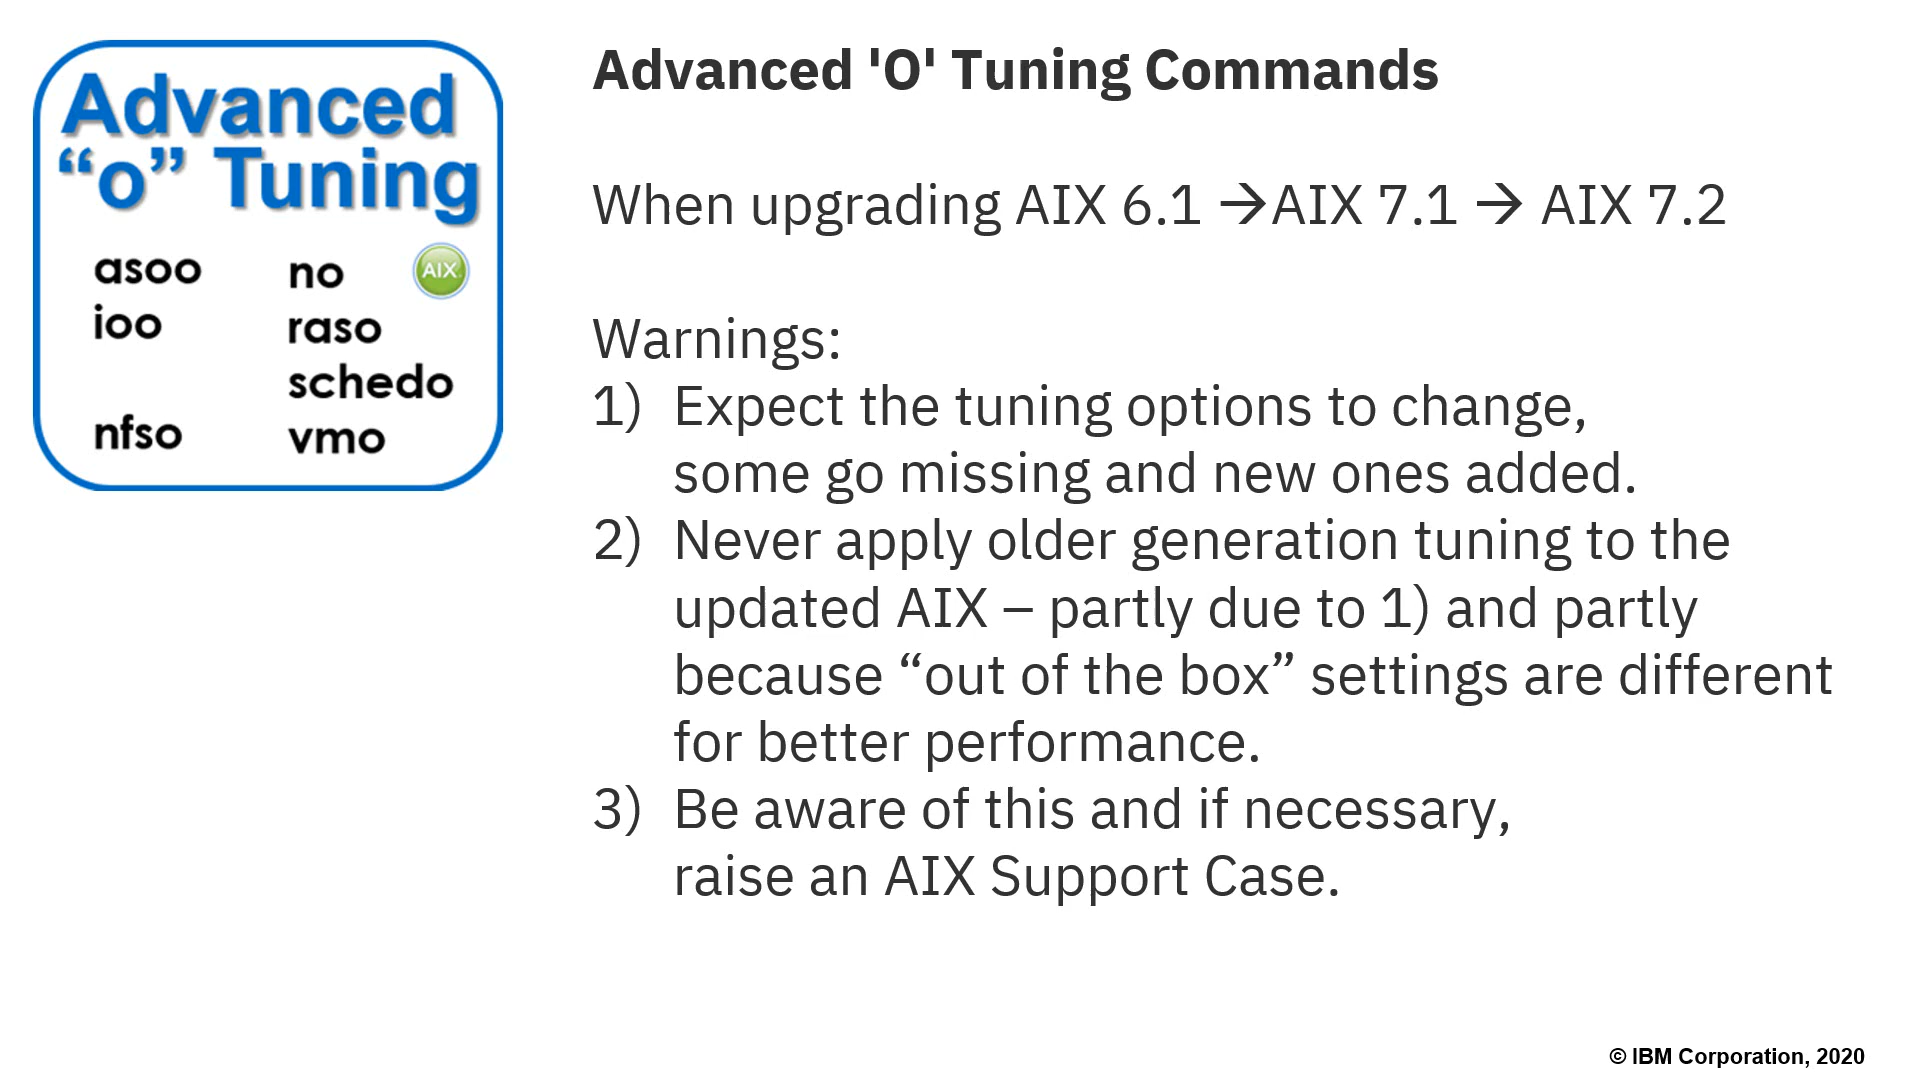 Advanced
“o” Tuning
asoo
ioo
nfso
no
AIX
raso
schedo
vmo
Advanced 'O' Tuning Commands
When upgrading AIX 6.1 →AIX 7.1 → AIX 7.2
Warnings:
1) Expect the tuning options to change,
some go missing and new ones added.
2) Never apply older generation tuning to the
updated AIX – partly due to 1) and partly
because “out of the box” settings are different
for better performance.
3) Be aware of this and if necessary,
raise an AIX Support Case.
© IBM Corporation, 2020